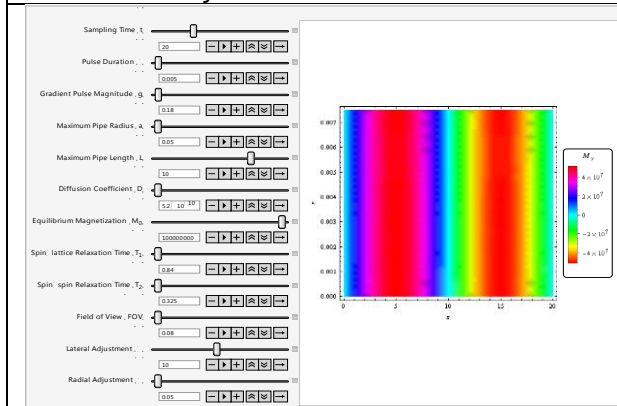 Sampling Time , t,
20
Pulse Duration ,
0.005
Gradient Pulse Magnitude , g,
0.18
Maximum Pipe Radius , a,
0.05
Maximum Pipe Length , L,
10
Diffusion Coefficient , D,
5.2 10^-10
Equilibrium Magnetization , M₀,
100000000
Spin lattice Relaxation Time , T₁,
0.84
Spin spin Relaxation Time , T₂,
0.325
Field of View , FOV,
0.08
Lateral Adjustment ,
10
Radial Adjustment ,
0.05
0.007
0.006
0.005
0.004
0.003
0.002
0.001
0.000
r
0 5 10 15 20
z
My
4×10⁷
2×10⁷
0
−2×10⁷
−4×10⁷